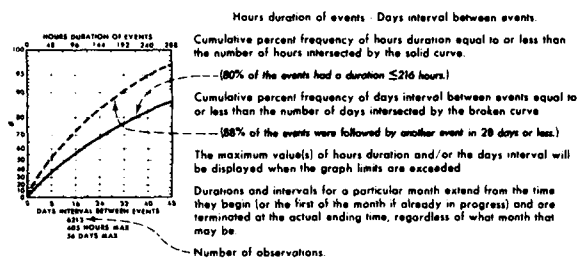 Hours duration of events - Days interval between events.
HOURS DURATION OF EVENTS
0 48 96 144 192 240 288
Cumulative percent frequency of hours duration equal to or less than
the number of hours intersected by the solid curve.
(80% of the events had a duration ≤216 hours.)
Cumulative percent frequency of days interval between events equal to
or less than the number of days intersected by the broken curve
(88% of the events were followed by another event in 28 days or less.)
The maximum value(s) of hours duration and/or the days interval will
be displayed when the graph limits are exceeded
Durations and intervals for a particular month extend from the time
they begin (or the first of the month if already in progress) and are
terminated at the actual ending time, regardless of what month that
may be.
100
95
90
80
70
60
50
40
30
20
10
0
%
0 8 16 24 32 40 48
DAYS INTERVAL BETWEEN EVENTS
6213
605 HOURS MAX
56 DAYS MAX
Number of observations.